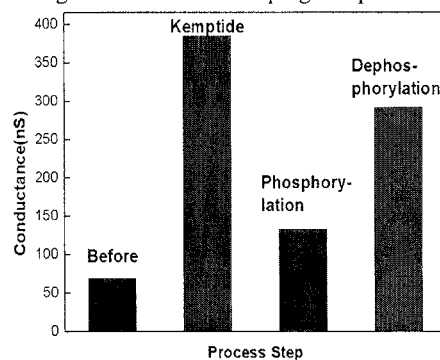 400
350
300
250
200
150
100
50
0
Conductance(nS)
Before
Kemptide
Phosphory-
lation
Dephos-
phorylation
Process Step